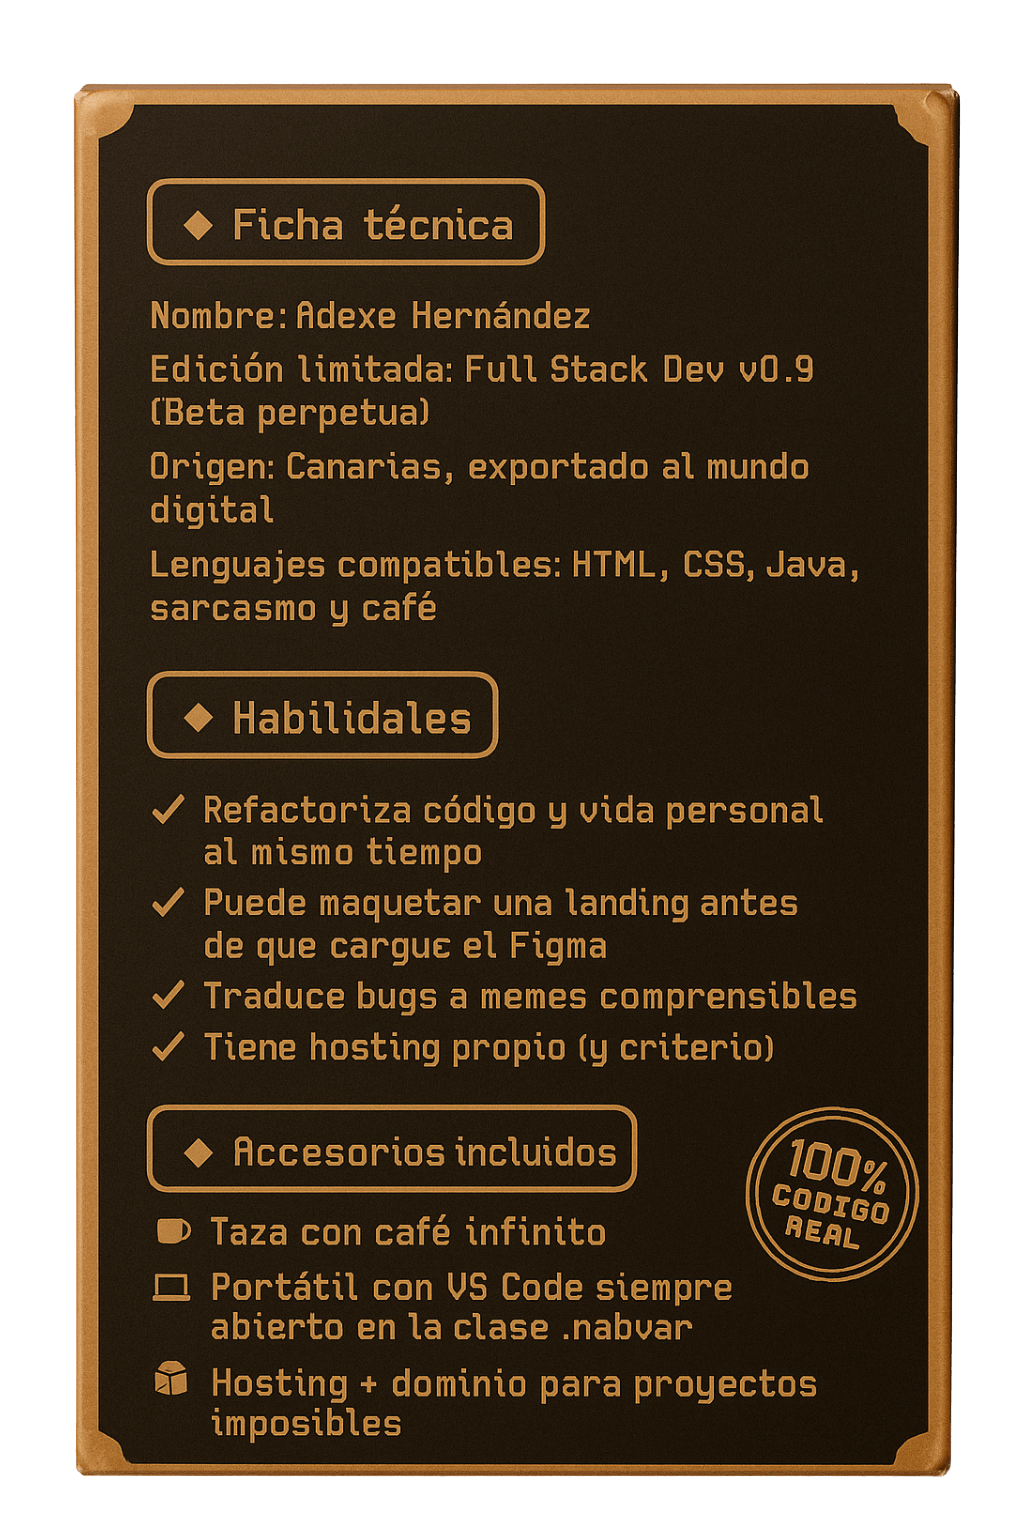 Ficha técnica
Nombre: Adexe Hernández
Edición limitada: Full Stack Dev v0.9
(Beta perpetua)
Origen: Canarias, exportado al mundo
digital
Lenguajes compatibles: HTML, CSS, Java,
sarcasmo y café
Habilidales
Refactoriza código y vida personal
al mismo tiempo
Puede maquetar una landing antes
de que cargue el Figma
Traduce bugs a memes comprensibles
Tiene hosting propio (y criterio)
Accesorios incluidos
100%
CODIGO
REAL
Taza con café infinito
Portátil con VS Code siempre
abierto en la clase .nabvar
Hosting + dominio para proyectos
imposibles